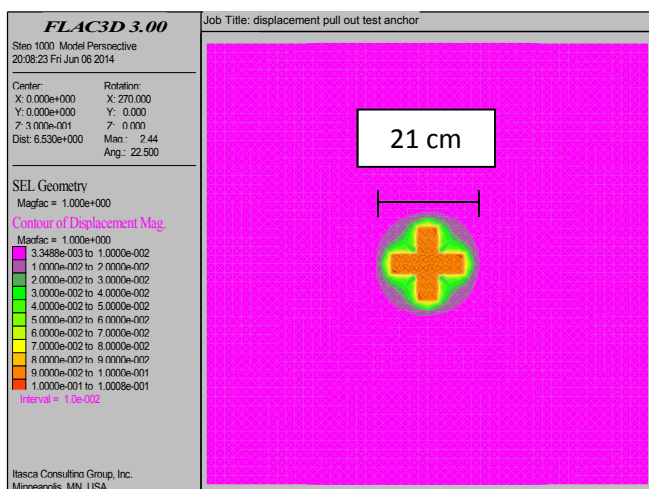 FLAC3D 3.00
Step 1000 Model Perspective
20:08:23 Fri Jun 06 2014
Center: Rotation:
X: 0.000e+000 X: 270.000
Y: 0.000e+000 Y: 0.000
Z: 3.000e-001 Z: 0.000
Dist: 6.530e+000 Mag.: 2.44
Ang.: 22.500
SEL Geometry
Magfac = 1.000e+000
Contour of Displacement Mag.
Magfac = 1.000e+000
3.3488e-003 to 1.0000e-002
1.0000e-002 to 2.0000e-002
2.0000e-002 to 3.0000e-002
3.0000e-002 to 4.0000e-002
4.0000e-002 to 5.0000e-002
5.0000e-002 to 6.0000e-002
6.0000e-002 to 7.0000e-002
7.0000e-002 to 8.0000e-002
8.0000e-002 to 9.0000e-002
9.0000e-002 to 1.0000e-001
1.0000e-001 to 1.0008e-001
Interval = 1.0e-002
Itasca Consulting Group, Inc.
Minneapolis, MN USA
Job Title: displacement pull out test anchor
21 cm